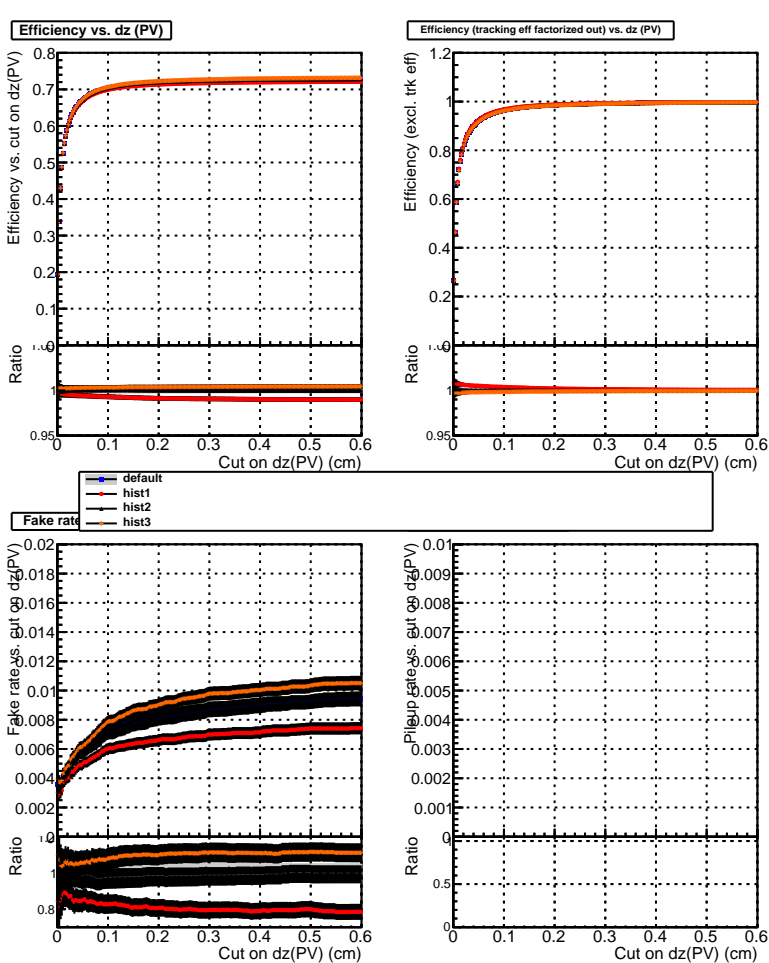 Efficiency vs. dz (PV)
Efficiency vs. cut on dz(PV)
0.8
0.7
0.6
0.5
0.4
0.3
0.2
0.1
0
Ratio
1
0.95
0 0.1 0.2 0.3 0.4 0.5 0.6
Cut on dz(PV) (cm)
Efficiency (tracking eff factorized out) vs. dz (PV)
Efficiency (excl. trk eff)
1.2
1
0.8
0.6
0.4
0.2
0
Ratio
1
0.95
0 0.1 0.2 0.3 0.4 0.5 0.6
Cut on dz(PV) (cm)
default
hist1
hist2
hist3
Fake rate
Fake rate vs. cut on dz(PV)
0.02
0.018
0.016
0.014
0.012
0.01
0.008
0.006
0.004
0.002
0
Ratio
1
0.8
0 0.1 0.2 0.3 0.4 0.5 0.6
Cut on dz(PV) (cm)
Pileup rate vs. cut on dz(PV)
0.01
0.009
0.008
0.007
0.006
0.005
0.004
0.003
0.002
0.001
0
Ratio
0.5
0
0 0.1 0.2 0.3 0.4 0.5 0.6
Cut on dz(PV) (cm)